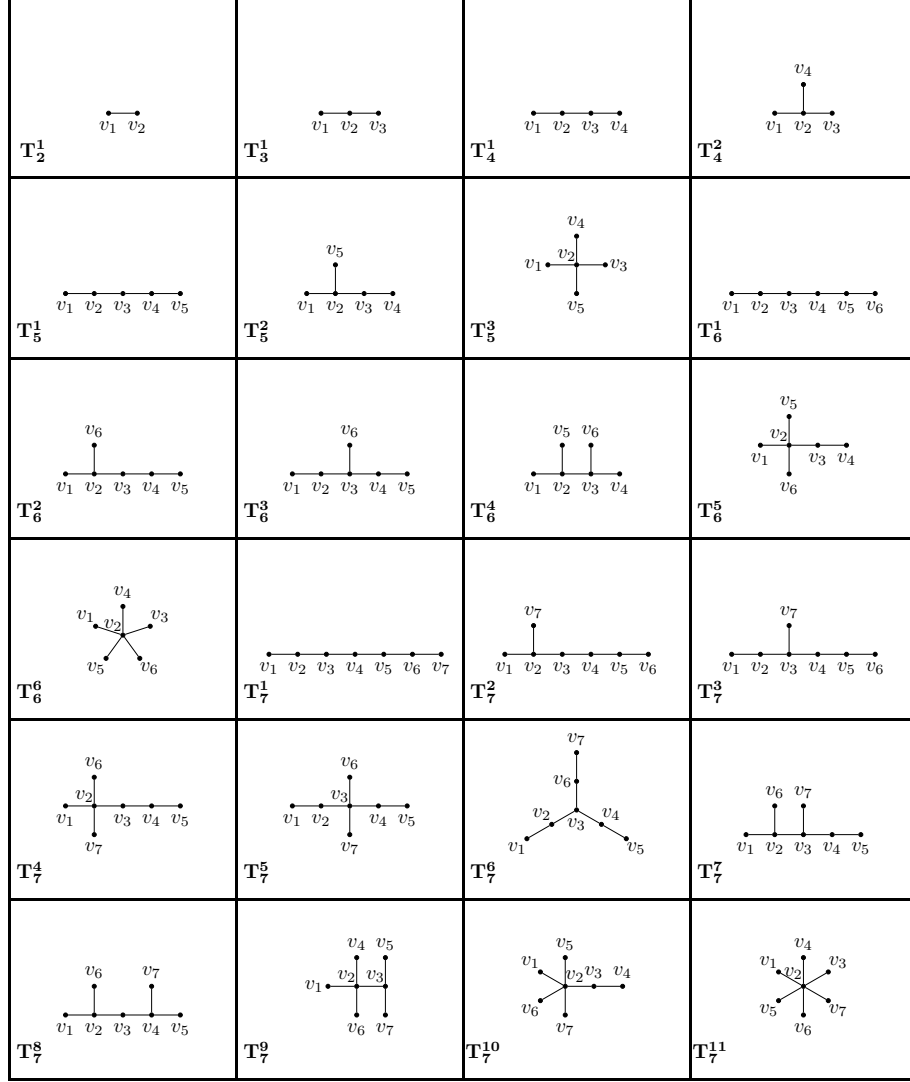 v₁ v₂
T₂¹
v₁ v₂ v₃
T₃¹
v₁ v₂ v₃ v₄
T₄¹
v₄
v₁ v₂ v₃
T₄²
v₁ v₂ v₃ v₄ v₅
T₅¹
v₅
v₁ v₂ v₃ v₄
T₅²
v₄
v₁ v₂ v₃
v₅
T₅³
v₁ v₂ v₃ v₄ v₅ v₆
T₆¹
v₆
v₁ v₂ v₃ v₄ v₅
T₆²
v₆
v₁ v₂ v₃ v₄ v₅
T₆³
v₅ v₆
v₁ v₂ v₃ v₄
T₆⁴
v₅
v₂
v₁ v₃ v₄
v₆
T₆⁵
v₄
v₁ v₂ v₃
v₅ v₆
T₆⁶
v₁ v₂ v₃ v₄ v₅ v₆ v₇
T₇¹
v₇
v₁ v₂ v₃ v₄ v₅ v₆
T₇²
v₇
v₁ v₂ v₃ v₄ v₅ v₆
T₇³
v₆
v₂
v₁ v₃ v₄ v₅
v₇
T₇⁴
v₆
v₃
v₁ v₂ v₄ v₅
v₇
T₇⁵
v₇
v₆
v₂ v₃ v₄
v₁ v₅
T₇⁶
v₆ v₇
v₁ v₂ v₃ v₄ v₅
T₇⁷
v₆ v₇
v₁ v₂ v₃ v₄ v₅
T₇⁸
v₄ v₅
v₂ v₃
v₁
v₆ v₇
T₇⁹
v₅
v₁ v₂ v₃ v₄
v₆
v₇
T₇¹⁰
v₄
v₁ v₂ v₃
v₅ v₇
v₆
T₇¹¹